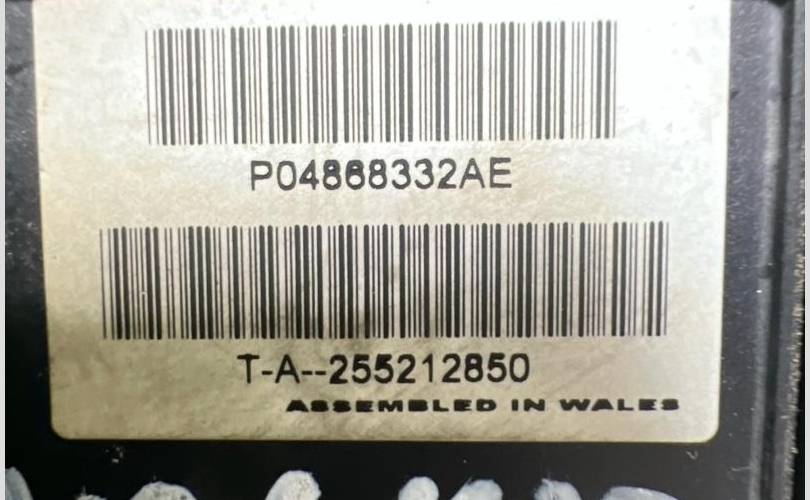 P04868332AE
T-A--255212850
ASSEMBLED IN WALES